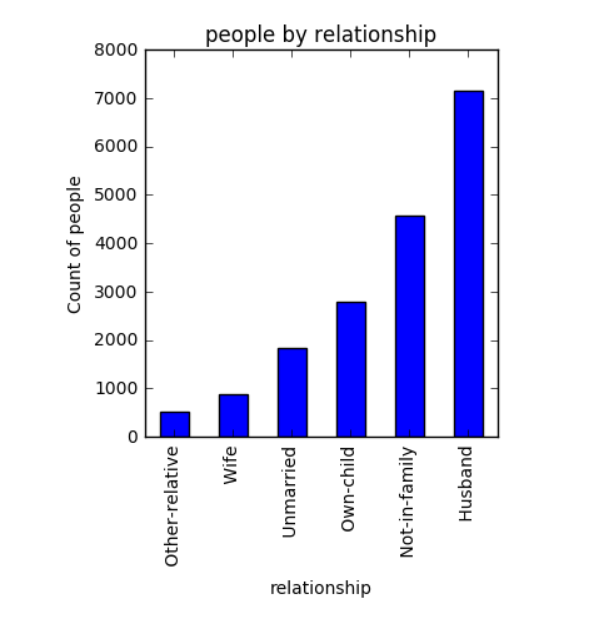 people by relationship
8000
7000
6000
5000
4000
3000
2000
1000
0
Count of people
Other-relative
Wife
Unmarried
Own-child
Not-in-family
Husband
relationship